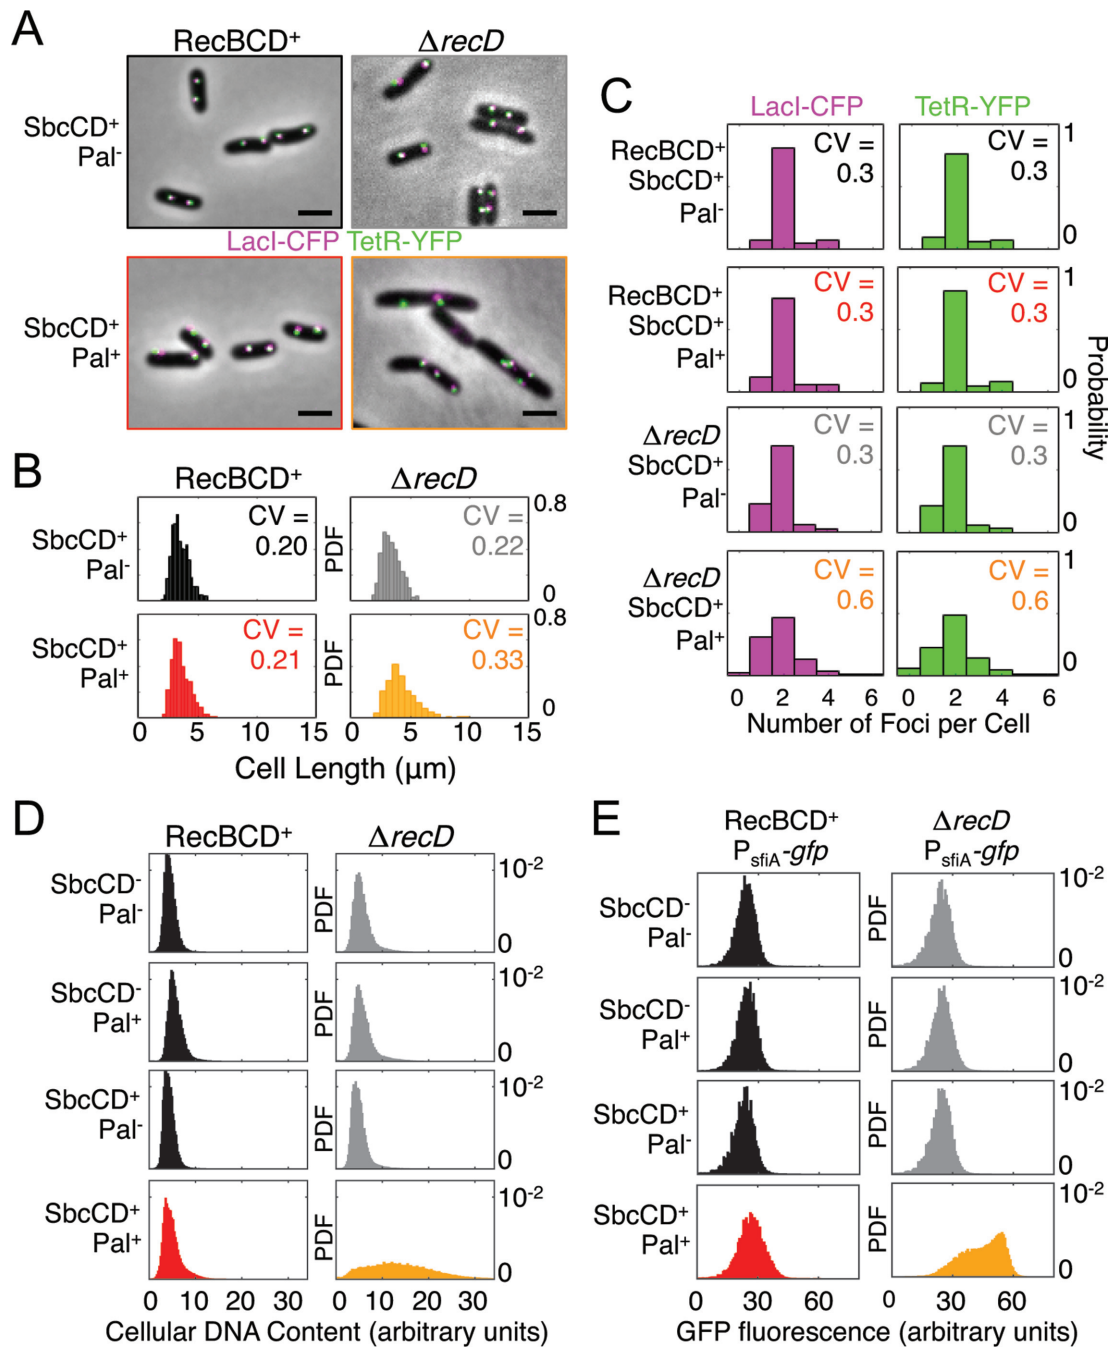 A
RecBCD⁺
ΔrecD
SbcCD⁺
Pal⁻
LacI-CFP TetR-YFP
SbcCD⁺
Pal⁺
B
RecBCD⁺
ΔrecD
SbcCD⁺
Pal⁻
CV =
0.20
PDF
CV =
0.22
0.8
0
SbcCD⁺
Pal⁺
CV =
0.21
PDF
CV =
0.33
0.8
0
0 5 10 15
0 5 10 15
Cell Length (μm)
C
LacI-CFP
TetR-YFP
RecBCD⁺
SbcCD⁺
Pal⁻
CV =
0.3
CV =
0.3
1
0
RecBCD⁺
SbcCD⁺
Pal⁺
CV =
0.3
CV =
0.3
1
0
ΔrecD
SbcCD⁺
Pal⁻
CV =
0.3
CV =
0.3
1
0
ΔrecD
SbcCD⁺
Pal⁺
CV =
0.6
CV =
0.6
1
0
Probability
0 2 4 6
0 2 4 6
Number of Foci per Cell
D
RecBCD⁺
ΔrecD
SbcCD⁻
Pal⁻
PDF
10⁻²
0
SbcCD⁻
Pal⁺
PDF
10⁻²
0
SbcCD⁺
Pal⁻
PDF
10⁻²
0
SbcCD⁺
Pal⁺
PDF
10⁻²
0
0 10 20 30
0 10 20 30
Cellular DNA Content (arbitrary units)
E
RecBCD⁺
PsfiA-gfp
ΔrecD
PsfiA-gfp
SbcCD⁻
Pal⁻
PDF
10⁻²
0
SbcCD⁻
Pal⁺
PDF
10⁻²
0
SbcCD⁺
Pal⁻
PDF
10⁻²
0
SbcCD⁺
Pal⁺
PDF
10⁻²
0
0 30 60
0 30 60
GFP fluorescence (arbitrary units)